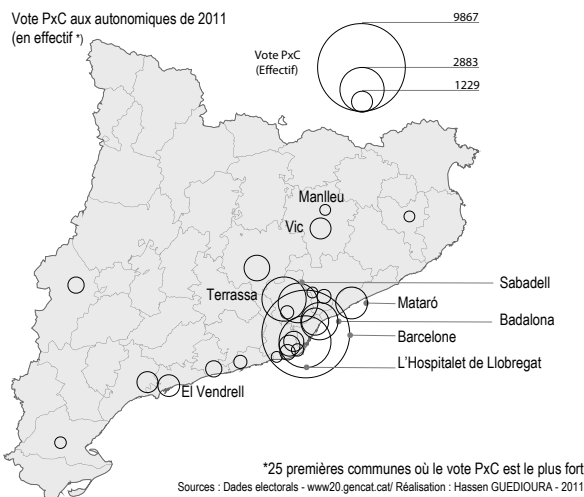 Vote PxC aux autonomiques de 2011
(en effectif *)
9867
Vote PxC
(Effectif)
2883
1229
Manlleu
Vic
Sabadell
Terrassa
Mataró
Badalona
Barcelone
L'Hospitalet de Llobregat
El Vendrell
*25 premières communes où le vote PxC est le plus fort
Sources : Dades electorals - www20.gencat.cat/ Réalisation : Hassen GUEDIOURA - 2011